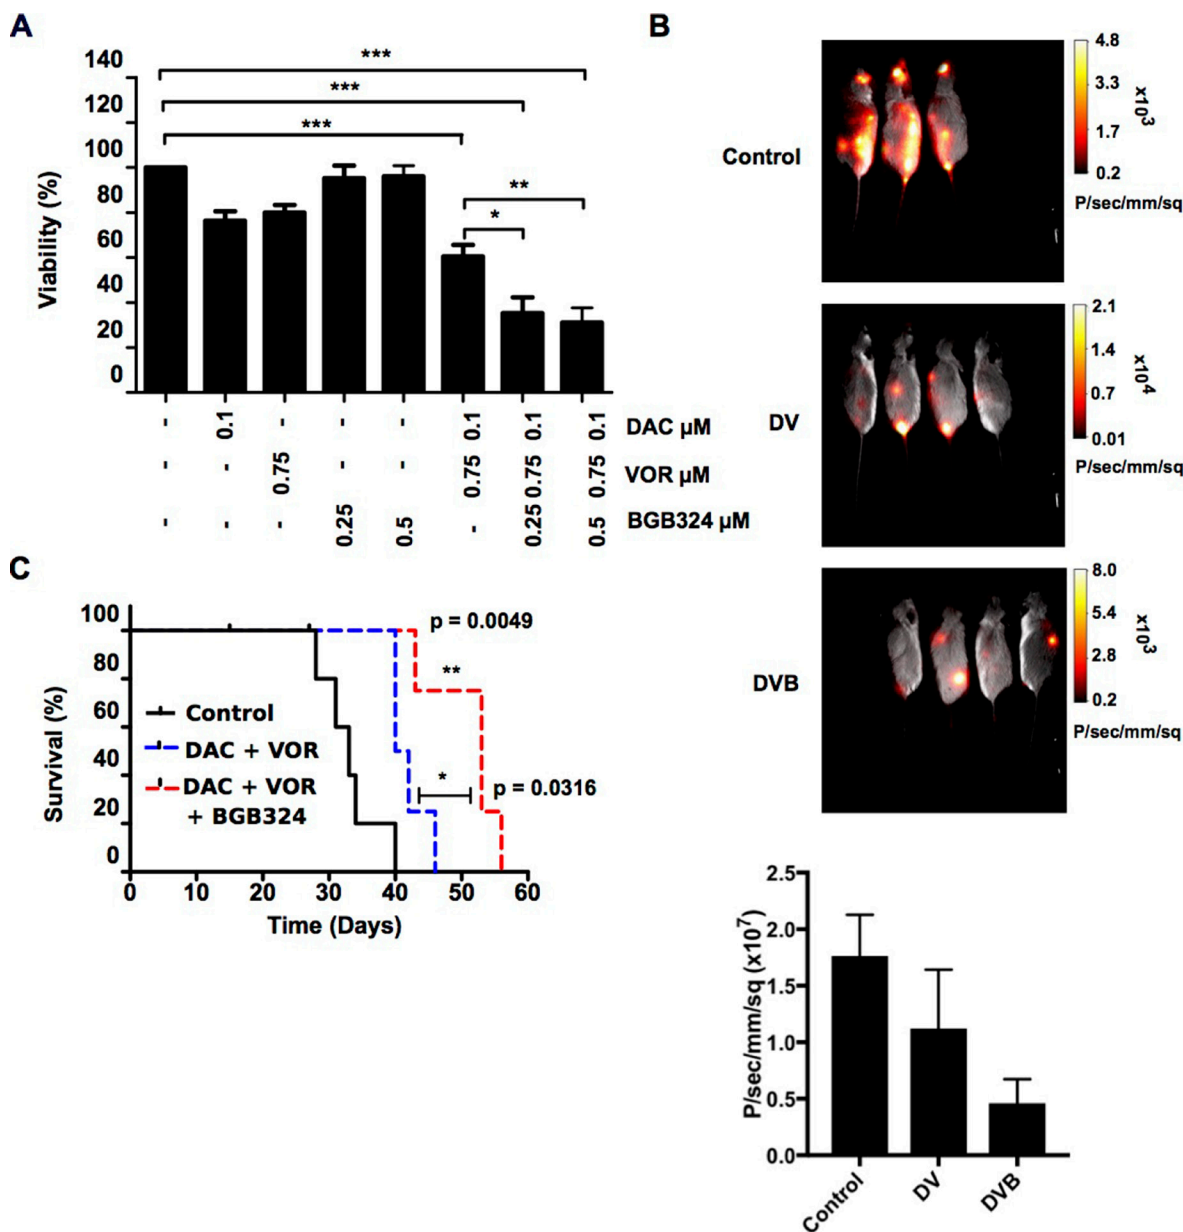 A
140
120
100
80
60
40
20
0
Viability (%)
***
***
***
**
*
- 0.1 - - - 0.1 0.1 0.1 DAC µM
- - 0.75 - - 0.75 0.75 0.75 VOR µM
- - - 0.25 0.5 - 0.25 0.5 BGB324 µM
B
Control
4.8
3.3
1.7
0.2
x10³
P/sec/mm/sq
DV
2.1
1.4
0.7
0.01
x10⁴
P/sec/mm/sq
DVB
8.0
5.4
2.8
0.2
x10³
P/sec/mm/sq
2.5
2.0
1.5
1.0
0.5
0.0
P/sec/mm/sq (x10⁷)
Control
DV
DVB
C
100
80
60
40
20
0
Survival (%)
p = 0.0049
**
Control
DAC + VOR
DAC + VOR
+ BGB324
*
p = 0.0316
0 10 20 30 40 50 60
Time (Days)